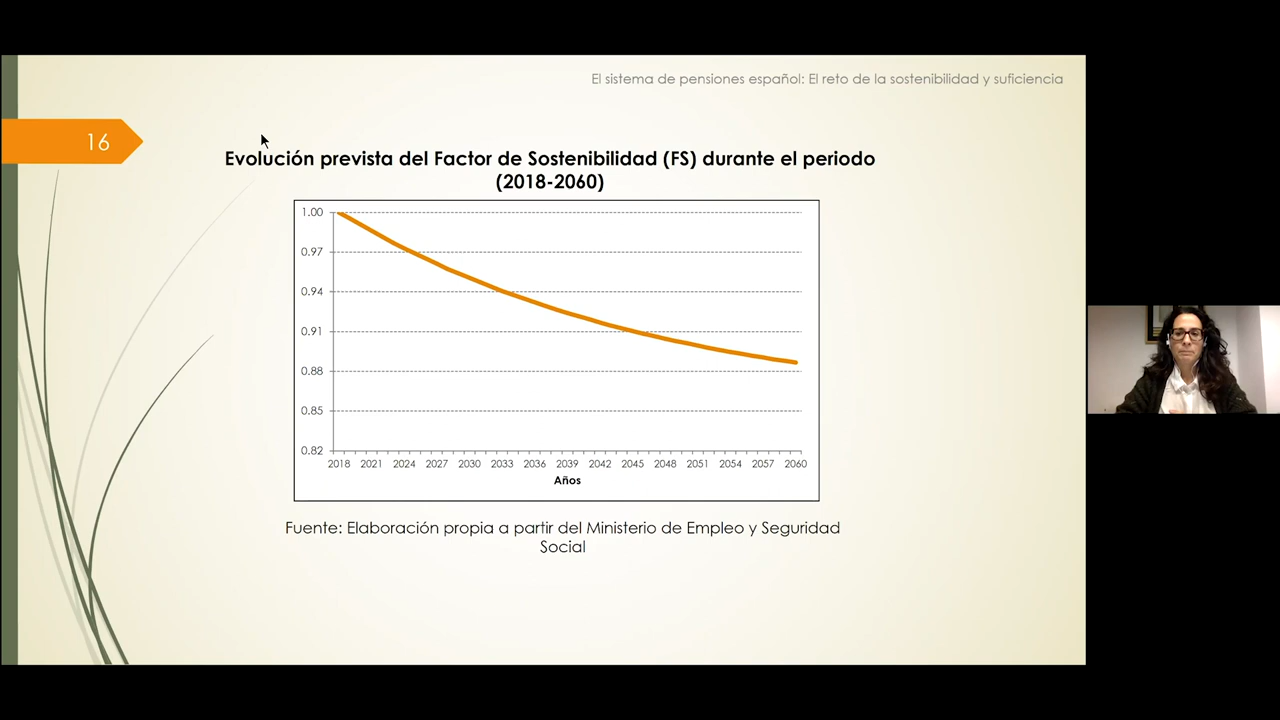 El sistema de pensiones español: El reto de la sostenibilidad y suficiencia
16
Evolución prevista del Factor de Sostenibilidad (FS) durante el periodo
(2018-2060)
1.00
0.97
0.94
0.91
0.88
0.85
0.82
2018 2021 2024 2027 2030 2033 2036 2039 2042 2045 2048 2051 2054 2057 2060
Años
Fuente: Elaboración propia a partir del Ministerio de Empleo y Seguridad
Social